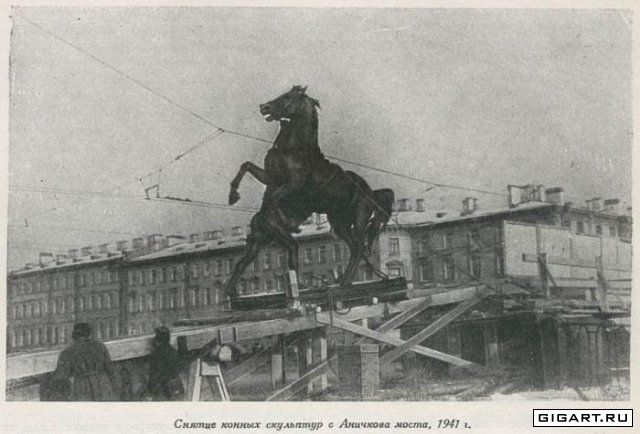 Снятие конных скульптур с Аничкова моста, 1941 г.
GIGART.RU